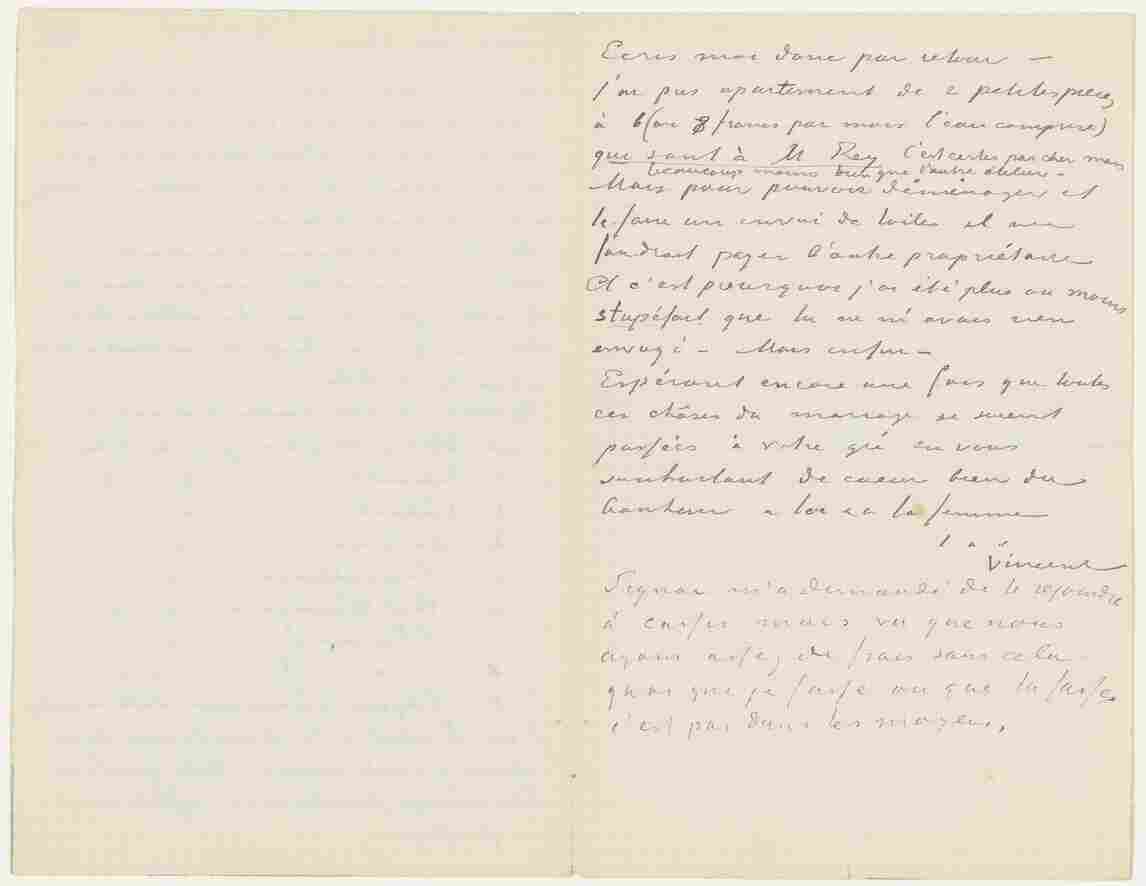 Ecris moi donc par retour –
j'ai pris apartement de 2 petites pieces
à 6 (ou 8 francs par mois l'eau comprise)
qui sont à M Rey c'est certes pas cher mais
beaucoup moins bien que l'autre atelier –
Mais pour pouvoir déménager et
te faire un envoi de toiles il me
faudrait payer l'autre propriétaire
Et c'est pourquoi j'ai été plus ou moins
stupéfait que tu ne m'avais rien
envoyé – Mais enfin –
Espérant encore une fois que toutes
ces chôses du mariage se soient
passées à votre gré en vous
souhaitant de coeur bien du
bonheur a toi et a ta femme
t. à t.
Vincent
Signac m'a demandé de le rejoindre
à Cassis mais vu que nous
ayons assez de frais sans cela
quoi que je fasse ou que tu fasses
c'est pas dans les moyens.